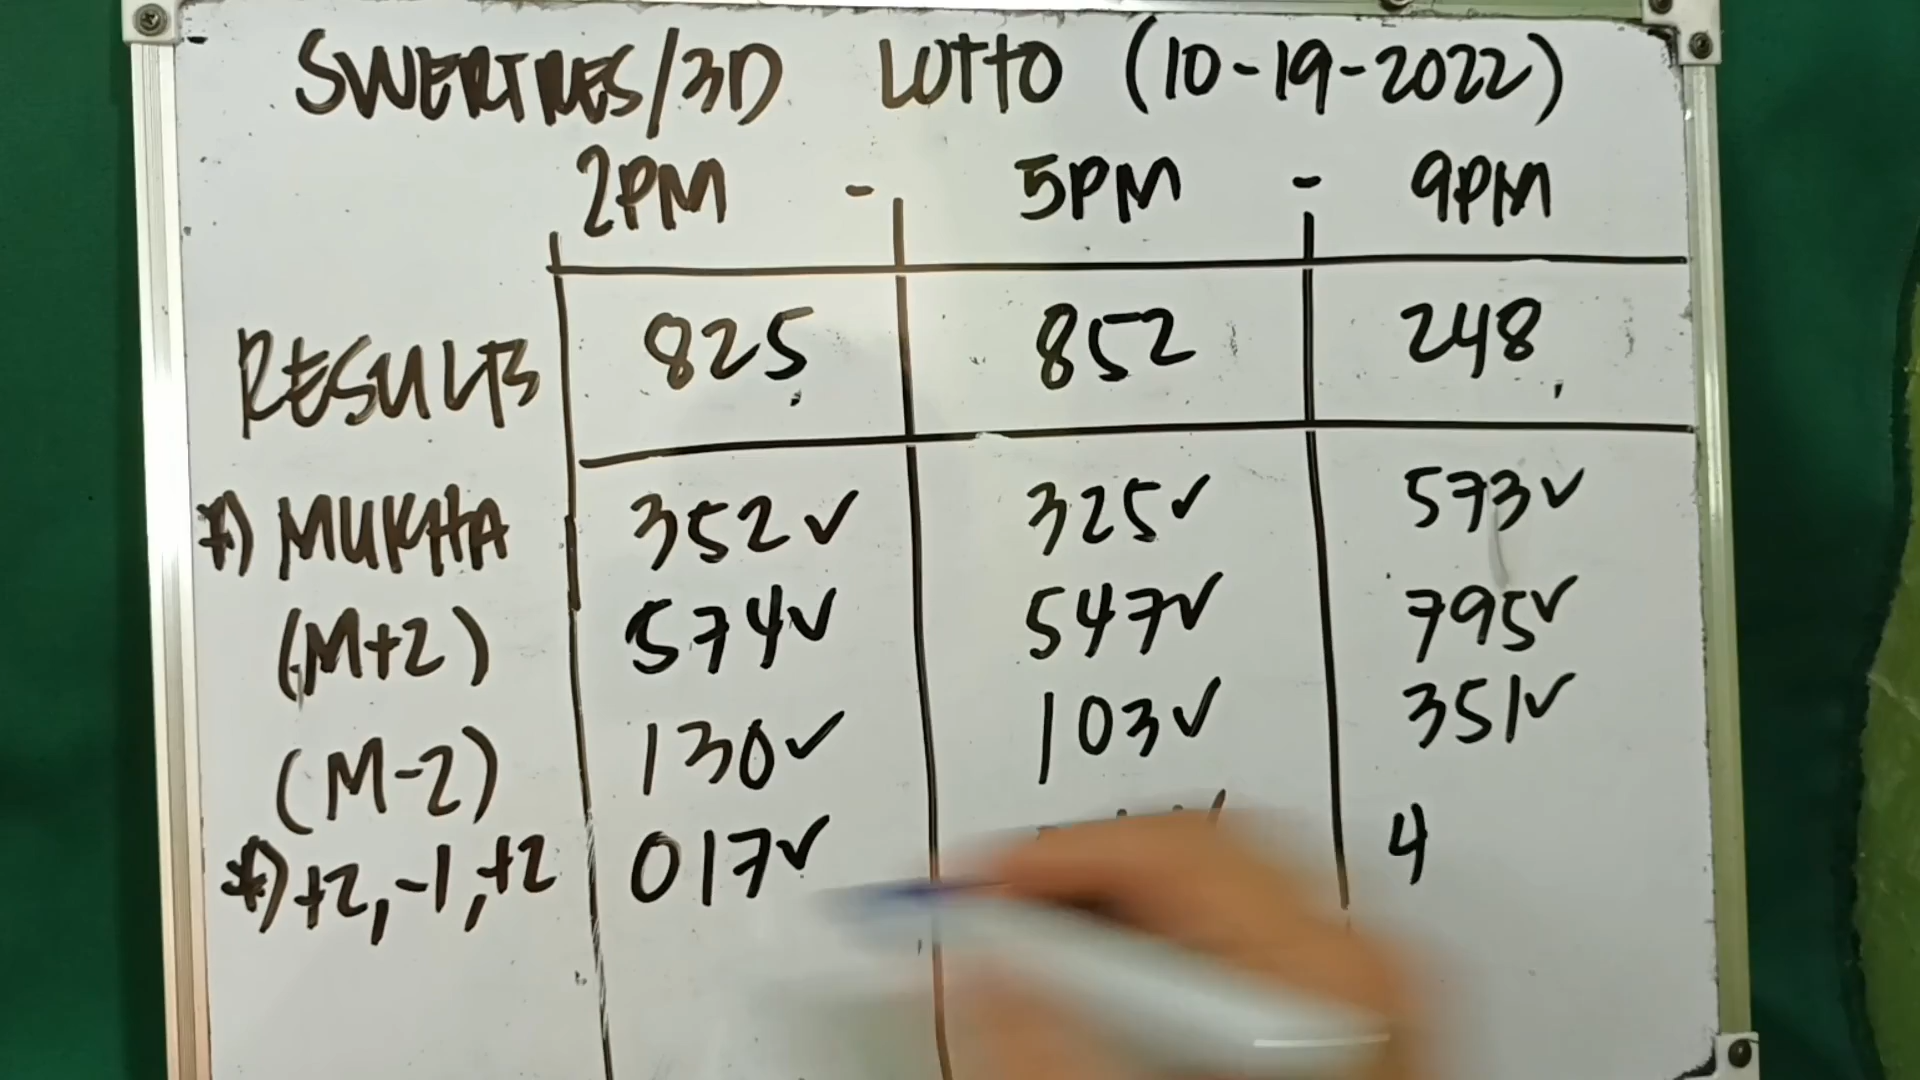 SWERTRES/3D LOTTO (10-19-2022)
2PM - 5PM - 9PM
RESULTS 825 852 248
*) MUKHA 352✓ 325✓ 573✓
(M+2) 574✓ 547✓ 795✓
(M-2) 130✓ 103✓ 351✓
*) +2,-1,+2 017✓ 4